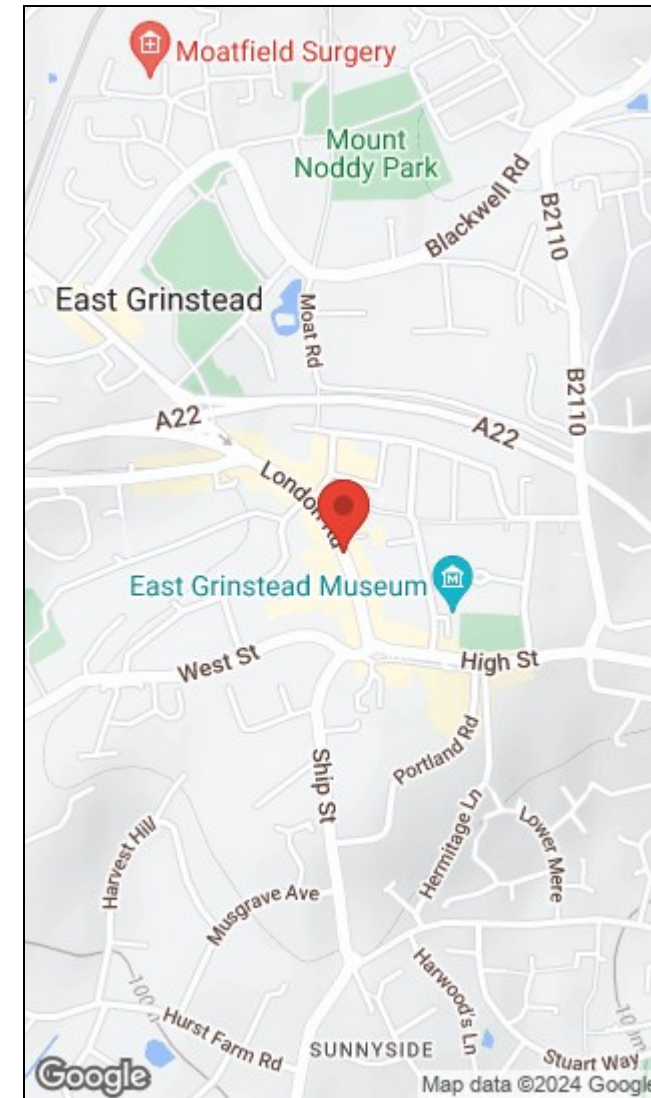 Moatfield Surgery
Mount
Noddy Park
Blackwell Rd
B2110
East Grinstead
Moat Rd
B2110
A22
A22
London Rd
East Grinstead Museum
M
West St
High St
Portland Rd
Ship St
Hermitage Ln
Lower Mere
Harvest Hill
Musgrave Ave
100m
Harwood's Ln
100m
Hurst Farm Rd
SUNNYSIDE
Stuart Way
Google
Map data ©2024 Google